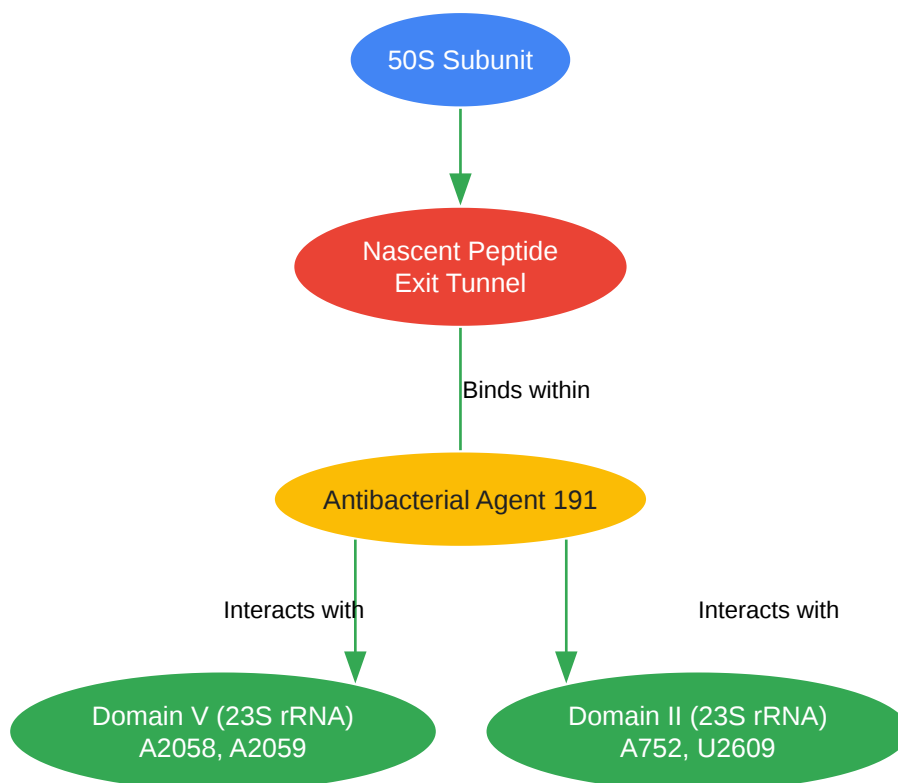 50S Subunit
Nascent Peptide
Exit Tunnel
Binds within
Antibacterial Agent 191
Interacts with
Interacts with
Domain V (23S rRNA)
A2058, A2059
Domain II (23S rRNA)
A752, U2609